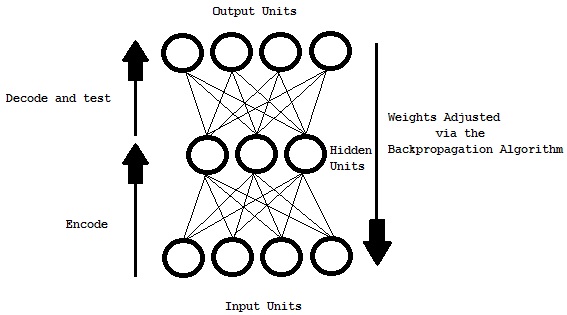 Output Units
Decode and test
Weights Adjusted
via the
Backpropagation Algorithm
Hidden
Units
Encode
Input Units